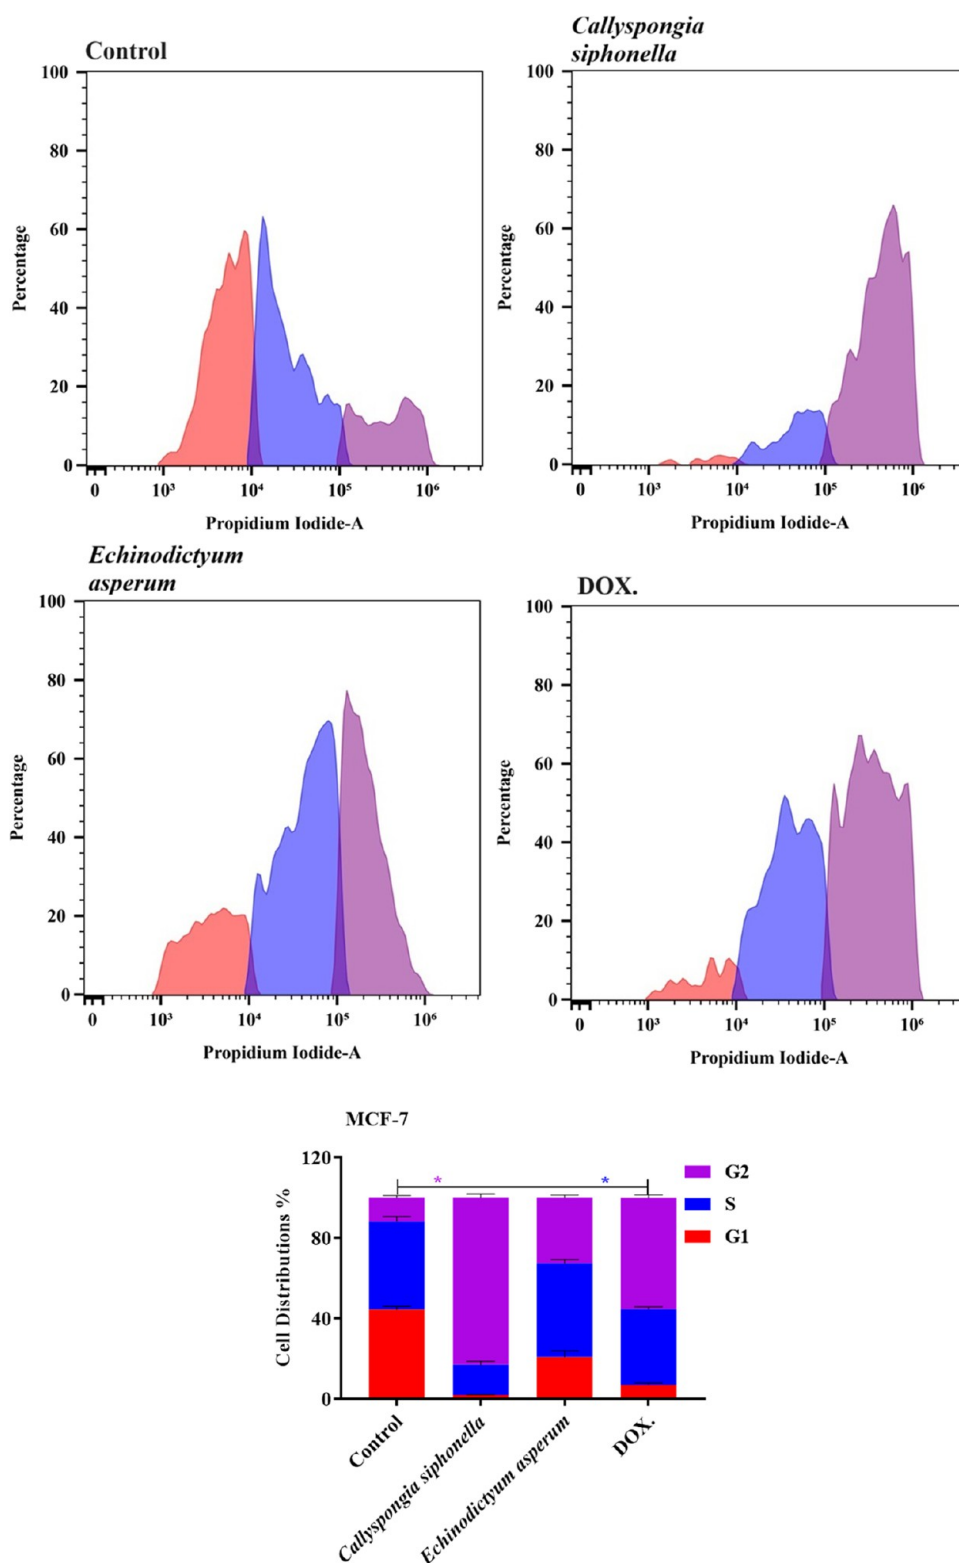 Control
100
80
60
40
20
0
Percentage
0 10³ 10⁴ 10⁵ 10⁶
Propidium Iodide-A
Callyspongia
siphonella
100
80
60
40
20
0
Percentage
0 10³ 10⁴ 10⁵ 10⁶
Propidium Iodide-A
Echinodictyum
asperum
100
80
60
40
20
0
Percentage
0 10³ 10⁴ 10⁵ 10⁶
Propidium Iodide-A
DOX.
100
80
60
40
20
0
Percentage
0 10³ 10⁴ 10⁵ 10⁶
Propidium Iodide-A
MCF-7
120
80
40
0
Cell Distributions %
* *
G2
S
G1
Control
Callyspongia siphonella
Echinodictyum asperum
DOX.